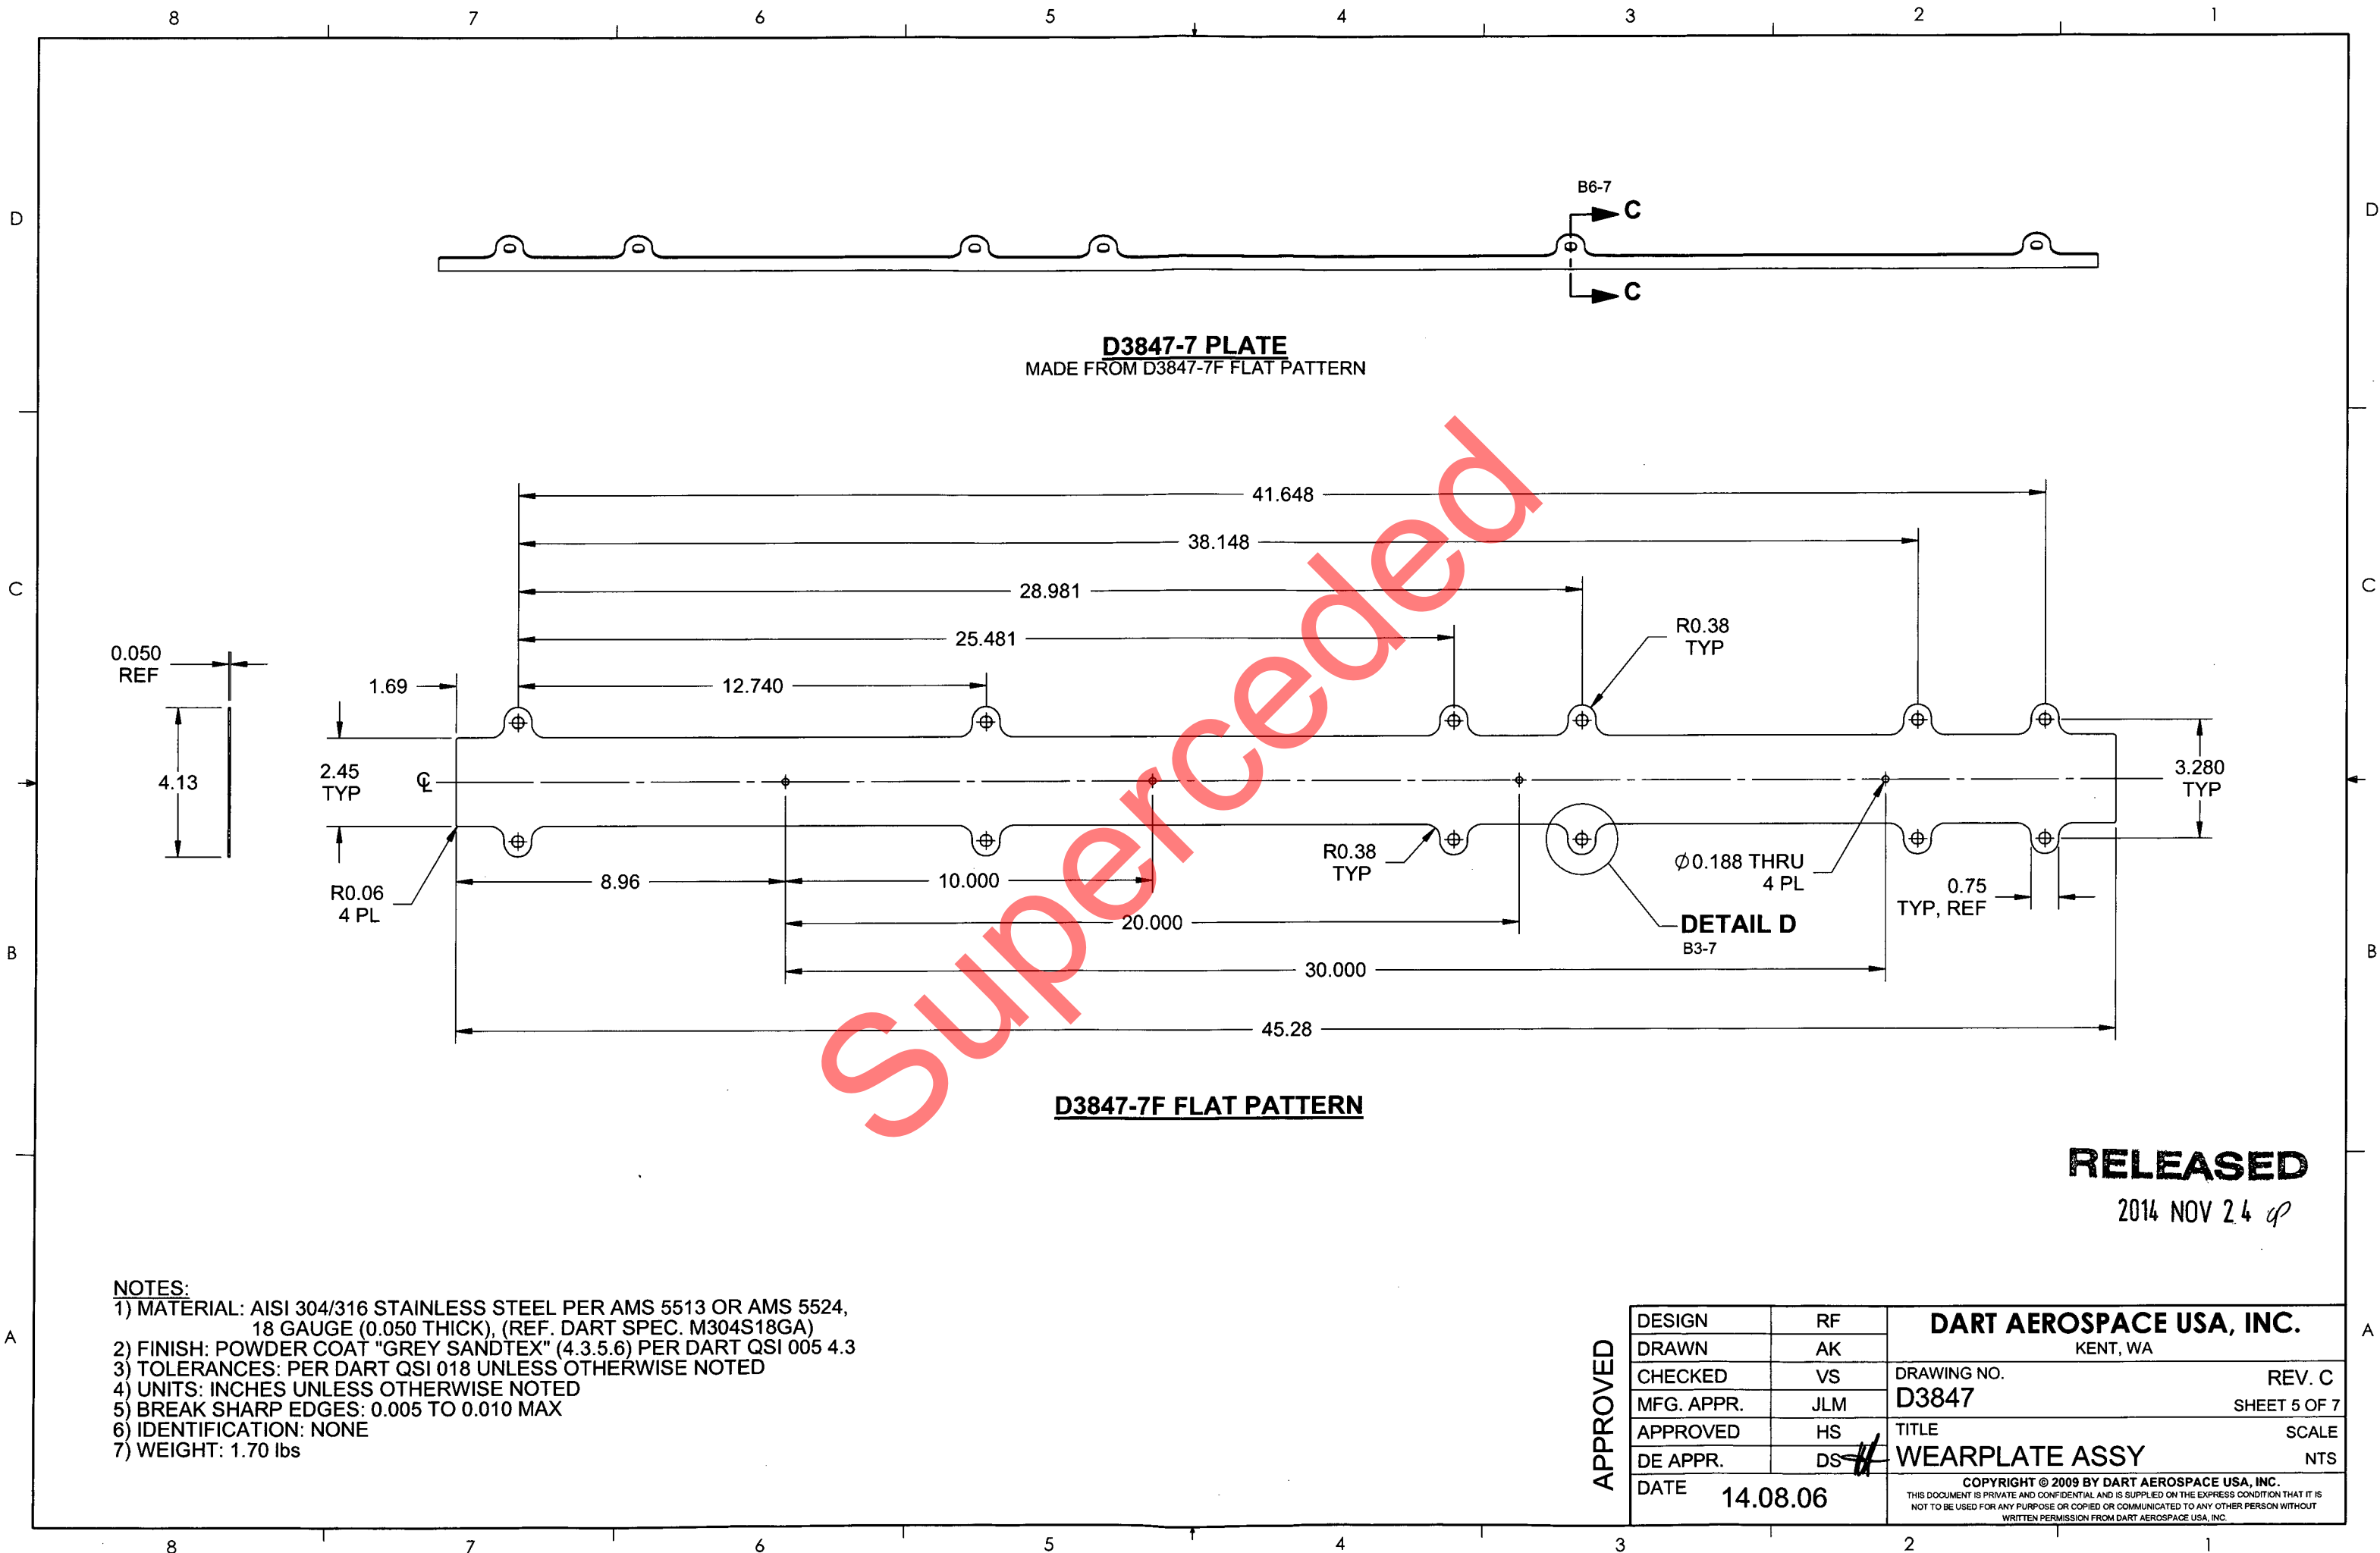 8 7 6 5 4 3 2 1
D D
B6-7
C
C
D3847-7 PLATE
MADE FROM D3847-7F FLAT PATTERN
41.648
38.148
C C
28.981
25.481
R0.38
TYP
0.050
REF
1.69
12.740
4.13
2.45
TYP
3.280
TYP
R0.38
TYP
Ø0.188 THRU
4 PL
8.96
10.000
R0.06
4 PL
0.75
TYP, REF
20.000
DETAIL D
B3-7
B B
30.000
45.28
Superceded
D3847-7F FLAT PATTERN
RELEASED
2014 NOV 24
NOTES:
1) MATERIAL: AISI 304/316 STAINLESS STEEL PER AMS 5513 OR AMS 5524,
18 GAUGE (0.050 THICK), (REF. DART SPEC. M304S18GA)
2) FINISH: POWDER COAT "GREY SANDTEX" (4.3.5.6) PER DART QSI 005 4.3
3) TOLERANCES: PER DART QSI 018 UNLESS OTHERWISE NOTED
4) UNITS: INCHES UNLESS OTHERWISE NOTED
5) BREAK SHARP EDGES: 0.005 TO 0.010 MAX
6) IDENTIFICATION: NONE
7) WEIGHT: 1.70 lbs
A A
APPROVED
DESIGN RF
DRAWN AK
CHECKED VS
MFG. APPR. JLM
APPROVED HS
DE APPR. DS
DATE 14.08.06
DART AEROSPACE USA, INC.
KENT, WA
DRAWING NO. REV. C
D3847 SHEET 5 OF 7
TITLE SCALE
WEARPLATE ASSY NTS
COPYRIGHT © 2009 BY DART AEROSPACE USA, INC.
THIS DOCUMENT IS PRIVATE AND CONFIDENTIAL AND IS SUPPLIED ON THE EXPRESS CONDITION THAT IT IS
NOT TO BE USED FOR ANY PURPOSE OR COPIED OR COMMUNICATED TO ANY OTHER PERSON WITHOUT
WRITTEN PERMISSION FROM DART AEROSPACE USA, INC.
8 7 6 5 4 3 2 1